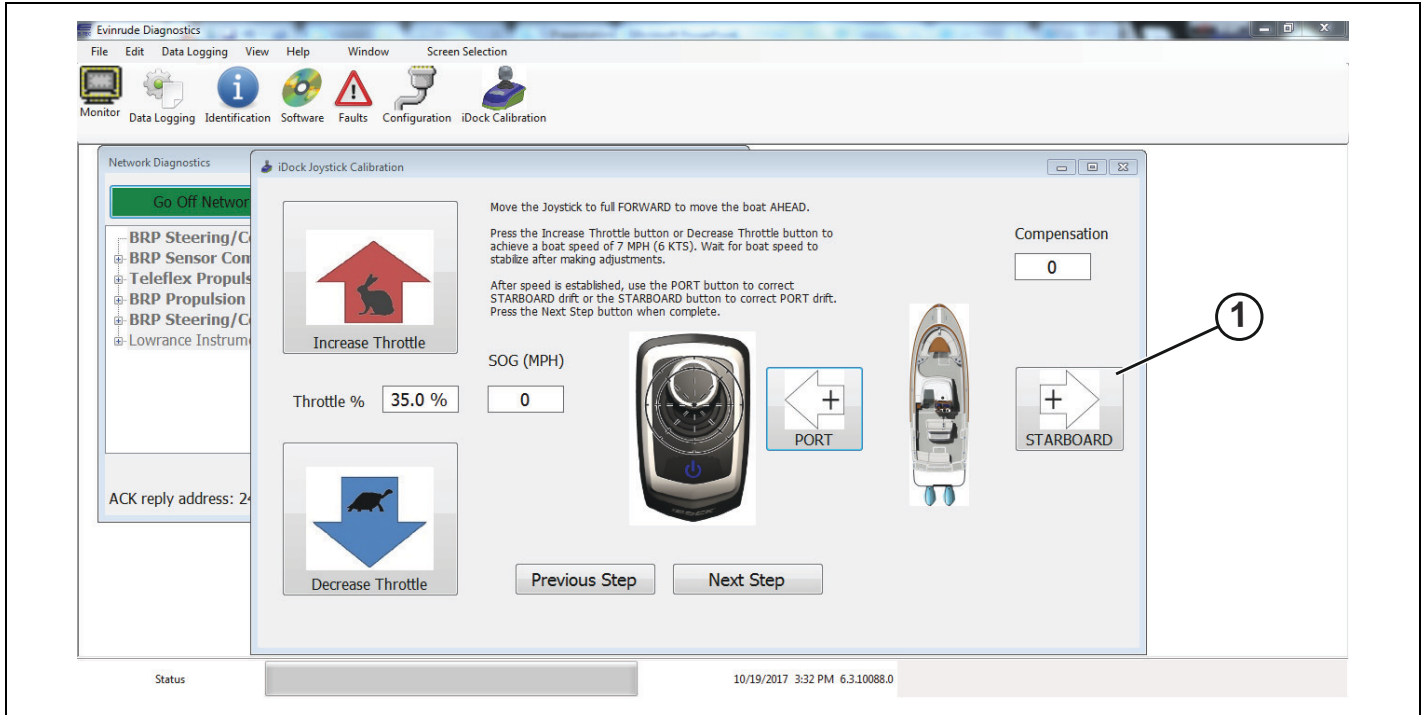 Evinrude Diagnostics
File Edit Data Logging View Help Window Screen Selection
Monitor Data Logging Identification Software Faults Configuration iDock Calibration
Network Diagnostics
Go Off Networ
BRP Steering/C
BRP Sensor Con
Teleflex Propuls
BRP Propulsion
BRP Steering/C
Lowrance Instrum
ACK reply address: 24
iDock Joystick Calibration
Move the Joystick to full FORWARD to move the boat AHEAD.
Press the Increase Throttle button or Decrease Throttle button to
achieve a boat speed of 7 MPH (6 KTS). Wait for boat speed to
stabilize after making adjustments.
After speed is established, use the PORT button to correct
STARBOARD drift or the STARBOARD button to correct PORT drift.
Press the Next Step button when complete.
Increase Throttle
Throttle % 35.0 %
SOG (MPH)
0
Decrease Throttle
PORT
Compensation
0
STARBOARD
1
Previous Step Next Step
Status 10/19/2017 3:32 PM 6.3.10088.0